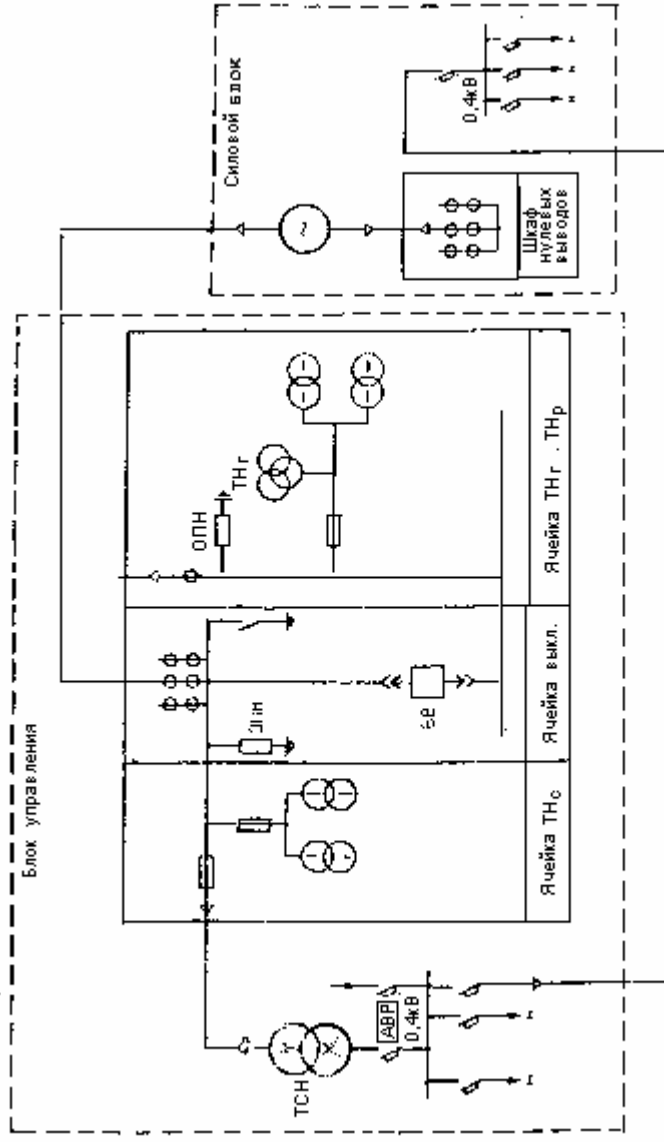 Блок управления
Силовой блок
0,4кВ
Шкаф
нулевых
выводов
ОПН
ТНг
Ячейка ТНг . ТНр
ОПН
Ячейка выкл.
Ячейка ТНс
ТСН
АВР
0,4кВ